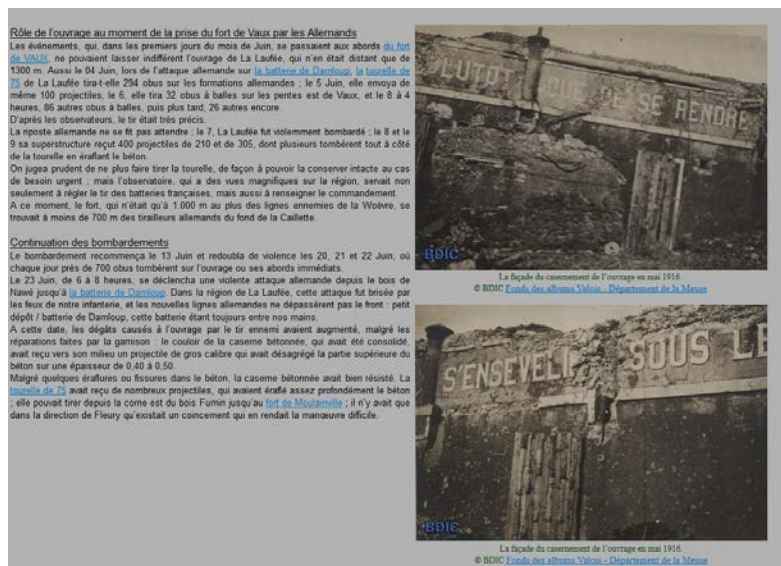 Rôle de l'ouvrage au moment de la prise du fort de Vaux par les Allemands
Les événements, qui, dans les premiers jours du mois de Juin, se passaient aux abords du fort
de VAUX, ne pouvaient laisser indifférent l'ouvrage de La Laufée, qui n'en était distant que de
1300 m. Aussi le 04 Juin, lors de l'attaque allemande sur la batterie de Damloup, la tourelle de
75 de La Laufée tira-t-elle 294 obus sur les formations allemandes ; le 5 Juin, elle envoya de
même 100 projectiles, le 6, elle tira 32 obus à balles sur les pentes est de Vaux, et le 8 à 4
heures, 86 autres obus à balles, puis plus tard, 26 autres encore.
D'après les observateurs, le tir était très précis.
La riposte allemande ne se fit pas attendre ; le 7, La Laufée fut violemment bombardé ; le 8 et le
9 sa superstructure reçut 400 projectiles de 210 et de 305, dont plusieurs tombèrent tout à côté
de la tourelle en éraflant le béton.
On jugea prudent de ne plus faire tirer la tourelle, de façon à pouvoir la conserver intacte au cas
de besoin urgent ; mais l'observatoire, qui a des vues magnifiques sur la région, servait non
seulement à régler le tir des batteries françaises, mais aussi à renseigner le commandement.
A ce moment, le fort, qui n'était qu'à 1.000 m au plus des lignes ennemies de la Woëvre, se
trouvait à moins de 700 m des tirailleurs allemands du fond de la Caillette.
Continuation des bombardements
Le bombardement recommença le 13 Juin et redoubla de violence les 20, 21 et 22 Juin, où
chaque jour près de 700 obus tombèrent sur l'ouvrage ou ses abords immédiats.
Le 23 Juin, de 6 à 8 heures, se déclencha une violente attaque allemande depuis le bois de
Nawé jusqu'à la batterie de Damloup. Dans la région de La Laufée, cette attaque fut brisée par
les feux de notre infanterie, et les nouvelles lignes allemandes ne dépassèrent pas le front : petit
dépôt / batterie de Damloup, cette batterie étant toujours entre nos mains.
A cette date, les dégâts causés à l'ouvrage par le tir ennemi avaient augmenté, malgré les
réparations faites par la garnison : le couloir de la caserne bétonnée, qui avait été consolidé,
avait reçu vers son milieu un projectile de gros calibre qui avait désagrégé la partie supérieure du
béton sur une épaisseur de 0,40 à 0,50.
Malgré quelques éraflures ou fissures dans le béton, la caserne bétonnée avait bien résisté. La
tourelle de 75 avait reçu de nombreux projectiles, qui avaient éraflé assez profondément le béton
; elle pouvait tirer depuis la corne est du bois Fumin jusqu'au fort de Moulainville ; il n'y avait que
dans la direction de Fleury qu'existait un coincement qui en rendait la manœuvre difficile.
LUTO SE RENDRE
BDIC
La façade du casernement de l'ouvrage en mai 1916.
© BDIC Fonds des albums Valois - Département de la Meuse
S'ENSEVELI SOUS LE
BDIC
La façade du casernement de l'ouvrage en mai 1916.
© BDIC Fonds des albums Valois - Département de la Meuse